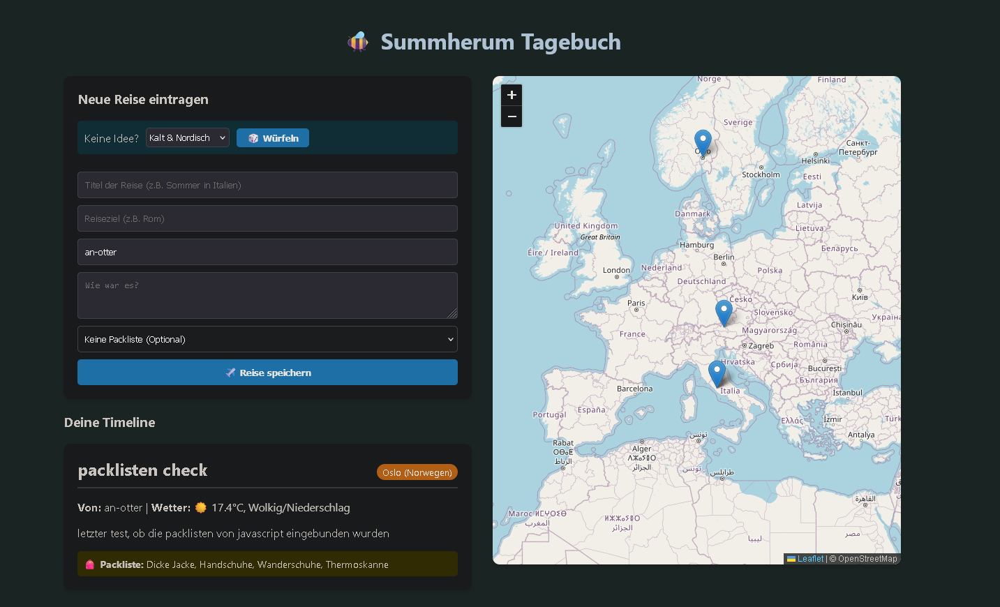 Summherum Tagebuch
Neue Reise eintragen
Keine Idee?
Kalt & Nordisch
Würfeln
Titel der Reise (z.B. Sommer in Italien)
Reiseziel (z.B. Rom)
an-otter
Wie war es?
Keine Packliste (Optional)
Reise speichern
Deine Timeline
packlisten check
Oslo (Norwegen)
Von: an-otter | Wetter: 17.4°C, Wolkig/Niederschlag
letzter test, ob die packlisten von javascript eingebunden wurden
Packliste: Dicke Jacke, Handschuhe, Wanderschuhe, Thermoskanne
+
−
Norge
Finland
Sverige
Санкт-
Петербург
Helsinki
Stockholm
Eesti
Latvija
Danmark
Lietuva
United Kingdom
Great Britain
Éire / Ireland
Беларусь
Hamburg
Berlin
London
Nederland
Polska
Deutschland
Київ
Paris
Česko
Slovensko
Україна
Chișinău
Magyarország
France
Zagreb
România
Hrvatska
Србија
București
България
Barcelona
Italia
İstanbul
Portugal
España
Ελλάς
İzmir
Antalya
تونس
Rabat
ⵔⴱⴰⵟ
الرباط
Alger
الجزائر
تونس
طرابلس
القاهرة
Maroc ⵍⵎⵖⵔⵉⴱ
المغرب
الجزائر
ليبيا
مصر
Leaflet | © OpenStreetMap